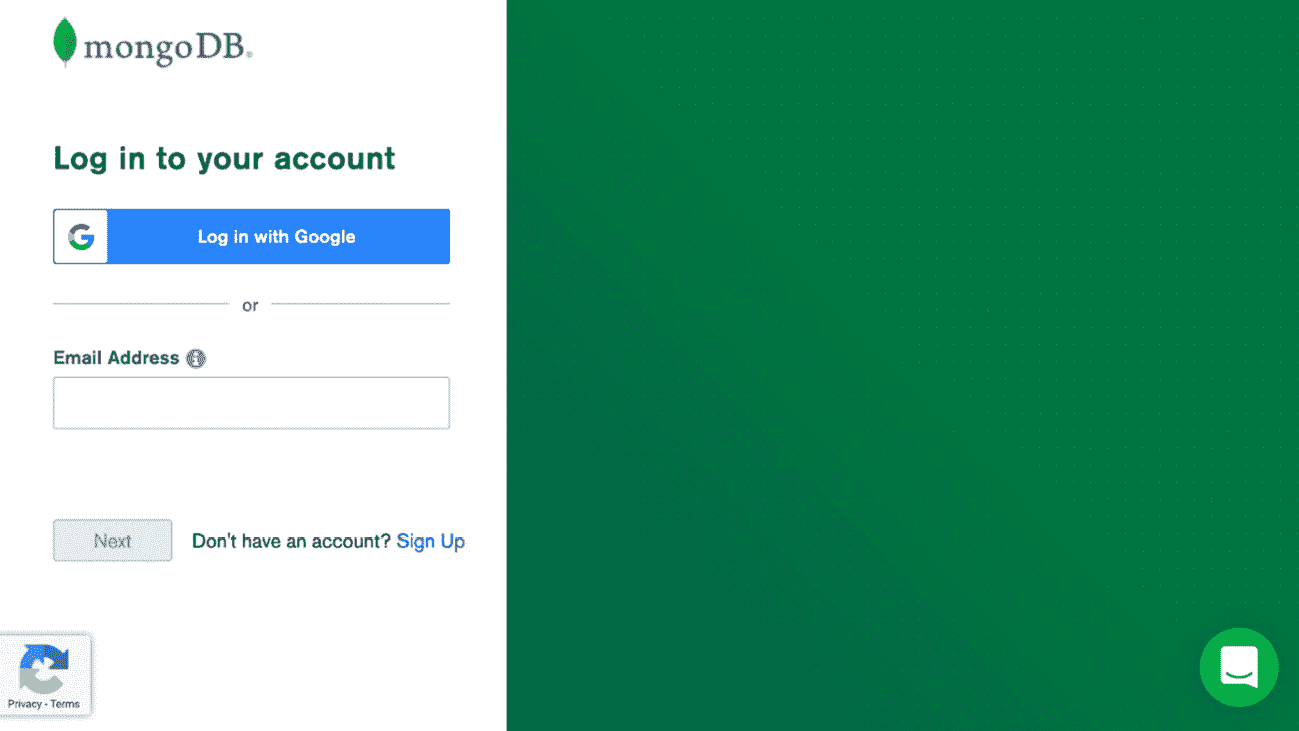 mongoDB®
Log in to your account
Log in with Google
or
Email Address
Next
Don't have an account? Sign Up
Privacy - Terms